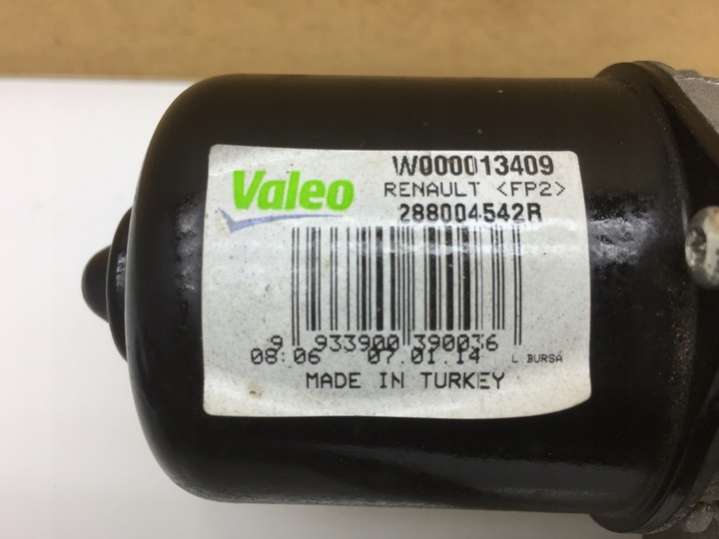 Valeo
W000013409
RENAULT <FP2>
288004542R
9 933900 390036
08:06 07.01.14 L BURSA
MADE IN TURKEY